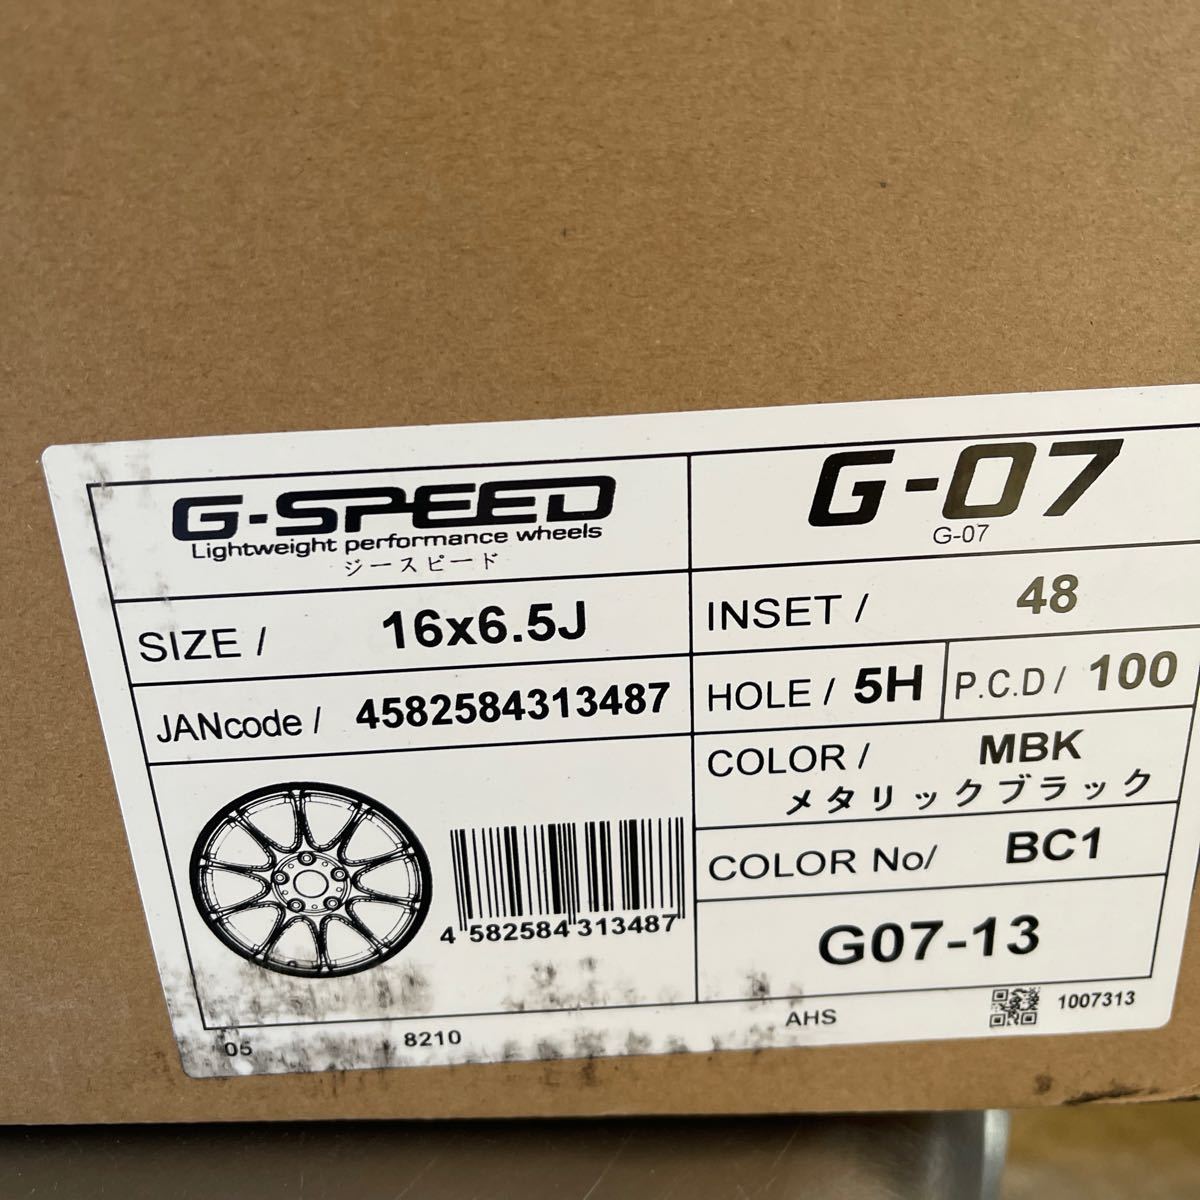 G-SPEED
Lightweight performance wheels
ジースピード
G-07
G-07
SIZE / 16x6.5J
INSET / 48
JANcode / 4582584313487
HOLE / 5H P.C.D / 100
COLOR / MBK
メタリックブラック
4 582584 313487
COLOR No/ BC1
G07-13
05 8210 AHS 1007313